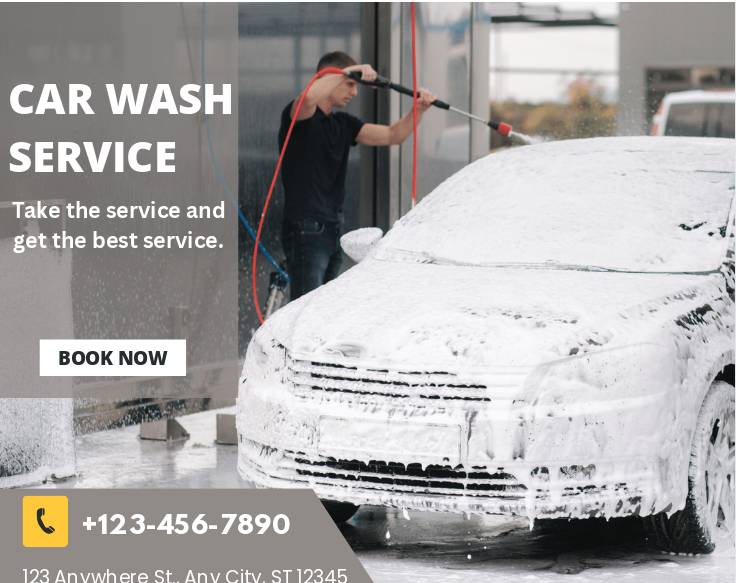 CAR WASH
SERVICE
Take the service and
get the best service.
BOOK NOW
+123-456-7890
123 Anywhere St., Any City, ST 12345